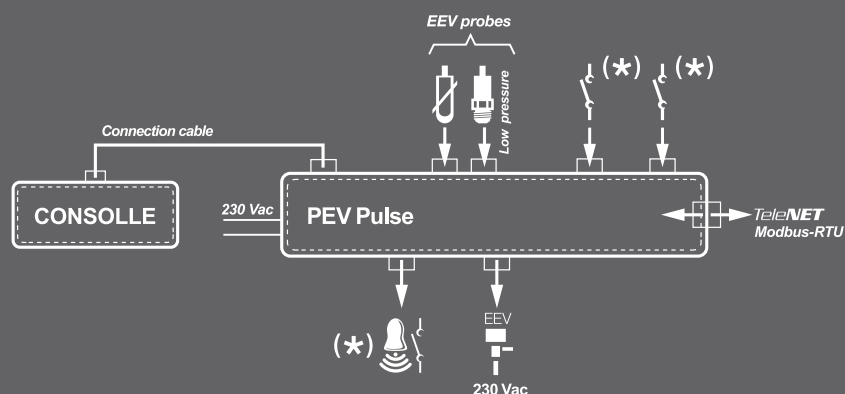 EEV probes
(*) (*)
Low pressure
Connection cable
CONSOLLE
230 Vac
PEV Pulse
TeleNET
Modbus-RTU
(*)
EEV
230 Vac